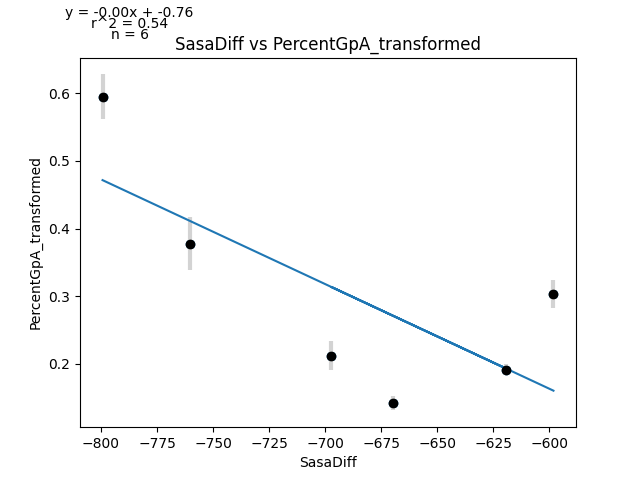 y = -0.00x + -0.76
r^2 = 0.54
n = 6
SasaDiff vs PercentGpA_transformed
PercentGpA_transformed
0.6
0.5
0.4
0.3
0.2
−800 −775 −750 −725 −700 −675 −650 −625 −600
SasaDiff